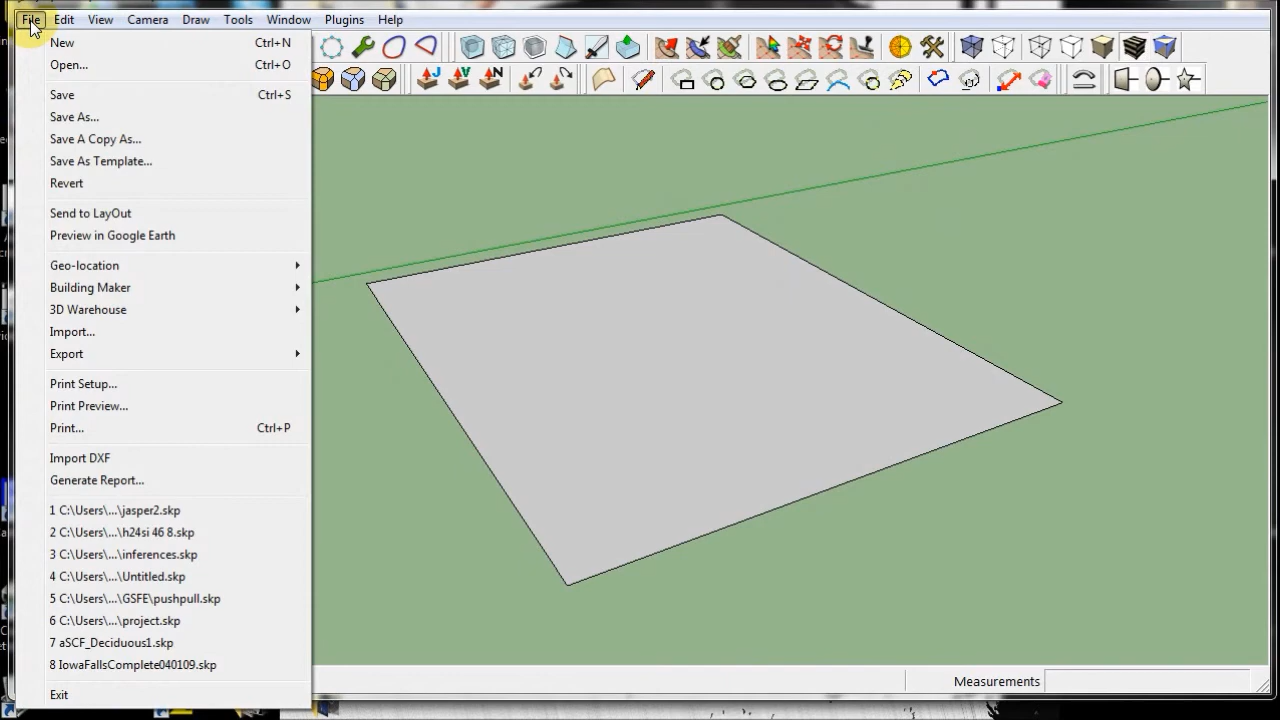 File Edit View Camera Draw Tools Window Plugins Help
New Ctrl+N
Open... Ctrl+O
Save Ctrl+S
Save As...
Save A Copy As...
Save As Template...
Revert
Send to LayOut
Preview in Google Earth
Geo-location
Building Maker
3D Warehouse
Import...
Export
Print Setup...
Print Preview...
Print... Ctrl+P
Import DXF
Generate Report...
1 C:\Users\...\jasper2.skp
2 C:\Users\...\h24si 46 8.skp
3 C:\Users\...\inferences.skp
4 C:\Users\...\Untitled.skp
5 C:\Users\...\GSFE\pushpull.skp
6 C:\Users\...\project.skp
7 aSCF_Deciduous1.skp
8 IowaFallsComplete040109.skp
Exit
J V N
Measurements